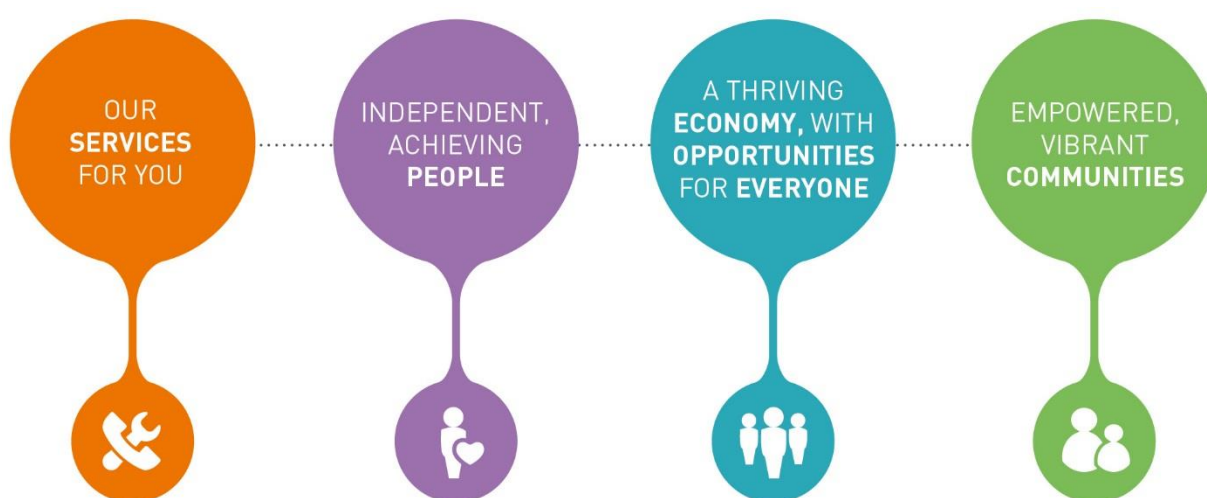 OUR
SERVICES
FOR YOU
INDEPENDENT,
ACHIEVING
PEOPLE
A THRIVING
ECONOMY, WITH
OPPORTUNITIES
FOR EVERYONE
EMPOWERED,
VIBRANT
COMMUNITIES